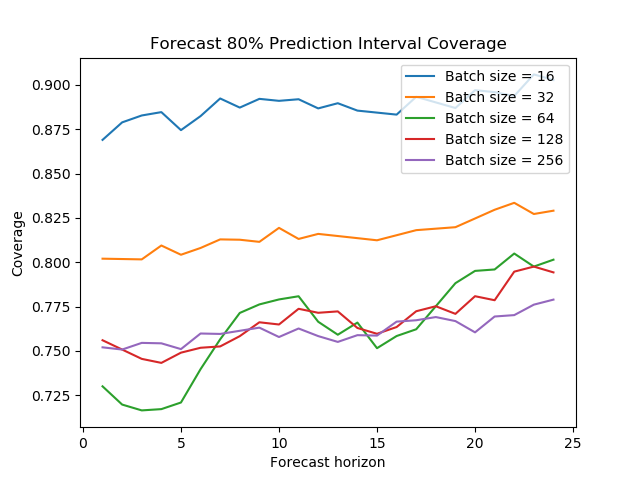 Forecast 80% Prediction Interval Coverage
Batch size = 16
Batch size = 32
Batch size = 64
Batch size = 128
Batch size = 256
Coverage
0.900
0.875
0.850
0.825
0.800
0.775
0.750
0.725
0 5 10 15 20 25
Forecast horizon